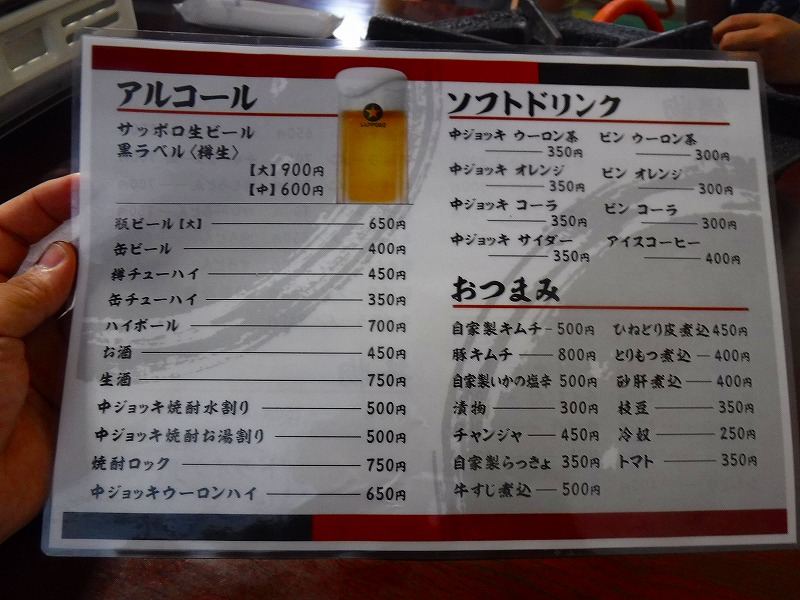 アルコール
サッポロ生ビール
黒ラベル〈樽生〉
【大】900円
【中】600円
SAPPORO
瓶ビール【大】 650円
缶ビール 400円
樽チューハイ 450円
缶チューハイ 350円
ハイボール 700円
お酒 450円
生酒 750円
中ジョッキ焼酎水割り 500円
中ジョッキ焼酎お湯割り 500円
焼酎ロック 750円
中ジョッキウーロンハイ 650円
ソフトドリンク
中ジョッキ ウーロン茶
350円
中ジョッキ オレンジ
350円
中ジョッキ コーラ
350円
中ジョッキ サイダー
350円
ビン ウーロン茶
300円
ビン オレンジ
300円
ビン コーラ
300円
アイスコーヒー
400円
おつまみ
自家製キムチ 500円
豚キムチ 800円
自家製いかの塩辛 500円
漬物 300円
チャンジャ 450円
自家製らっきょ 350円
牛すじ煮込 500円
ひねどり皮煮込 450円
とりもつ煮込 400円
砂肝煮込 400円
枝豆 350円
冷奴 250円
トマト 350円